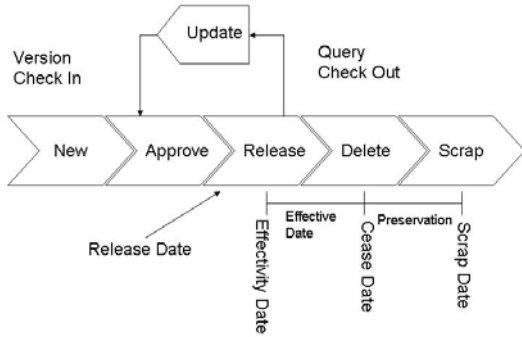 Update
Version
Check In
Query
Check Out
New
Approve
Release
Delete
Scrap
Release Date
Effectivity Date
Effective
Date
Cease Date
Preservation
Scrap Date